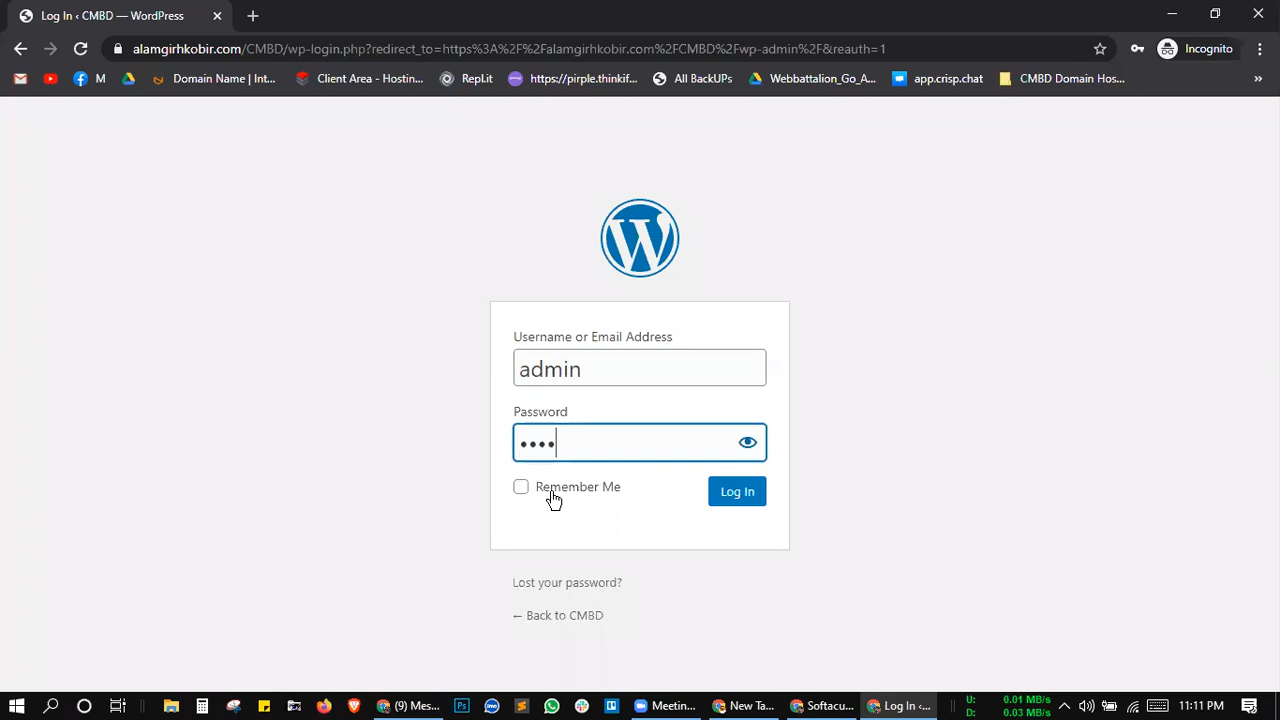 Log In ‹ CMBD — WordPress
alamgirhkobir.com/CMBD/wp-login.php?redirect_to=https%3A%2F%2Falamgirhkobir.com%2FCMBD%2Fwp-admin%2F&reauth=1
Incognito
M
Domain Name | Int...
Client Area - Hostin...
Repl.it
https://pirple.thinkif...
All BackUPs
Webbattalion_Go_A...
app.crisp.chat
CMBD Domain Hos...
»
Username or Email Address
admin
Password
••••
Remember Me
Log In
Lost your password?
← Back to CMBD
(9) Mes...
Meetin...
New Ta...
Softacu...
Log In ‹...
U: 0.01 MB/s
D: 0.03 MB/s
11:11 PM